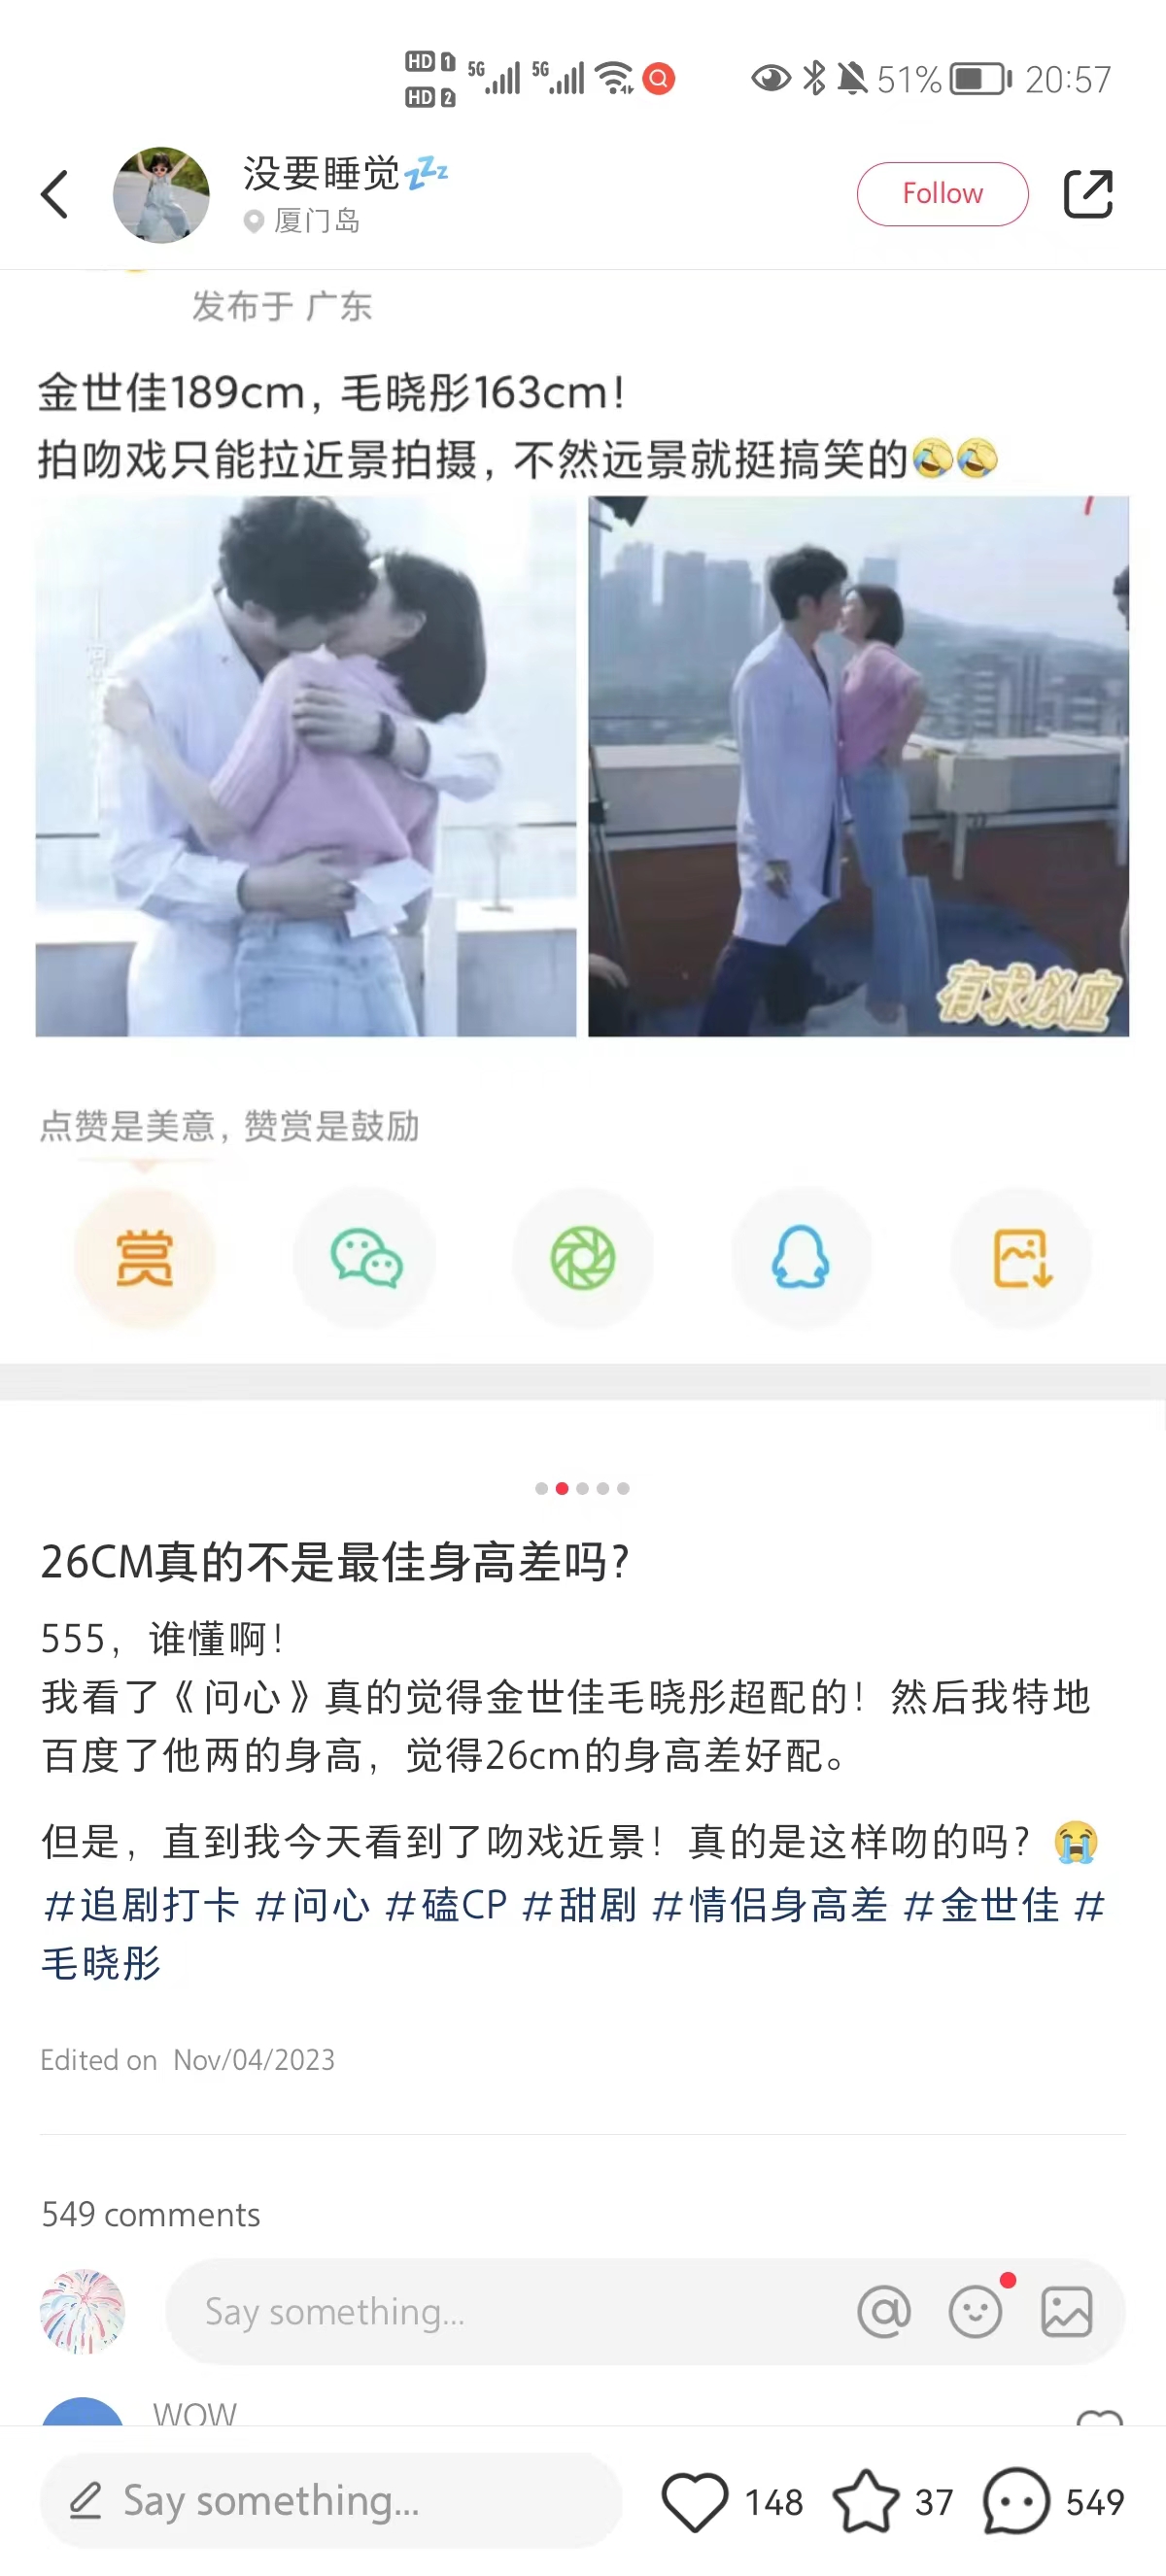 HD 1 5G 5G 51% 20:57
HD 2
没要睡觉
厦门岛
Follow
发布于 广东
金世佳189cm, 毛晓彤163cm!
拍吻戏只能拉近景拍摄, 不然远景就挺搞笑的🤣🤣
有求必应
点赞是美意, 赞赏是鼓励
赏
26CM真的不是最佳身高差吗?
555, 谁懂啊!
我看了《问心》真的觉得金世佳毛晓彤超配的! 然后我特地
百度了他两的身高, 觉得26cm的身高差好配。
但是, 直到我今天看到了吻戏近景! 真的是这样吻的吗? 😭
#追剧打卡 #问心 #磕CP #甜剧 #情侣身高差 #金世佳 #
毛晓彤
Edited on Nov/04/2023
549 comments
Say something...
WOW
Say something...
148
37
549